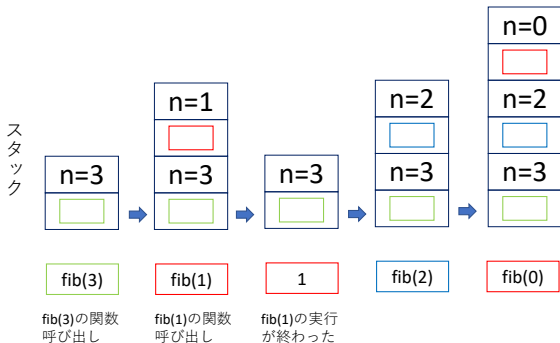 n=0
n=1
n=2
n=2
スタック
n=3
n=3
n=3
n=3
n=3
fib(3)
fib(1)
1
fib(2)
fib(0)
fib(3)の関数
呼び出し
fib(1)の関数
呼び出し
fib(1)の実行
が終わった